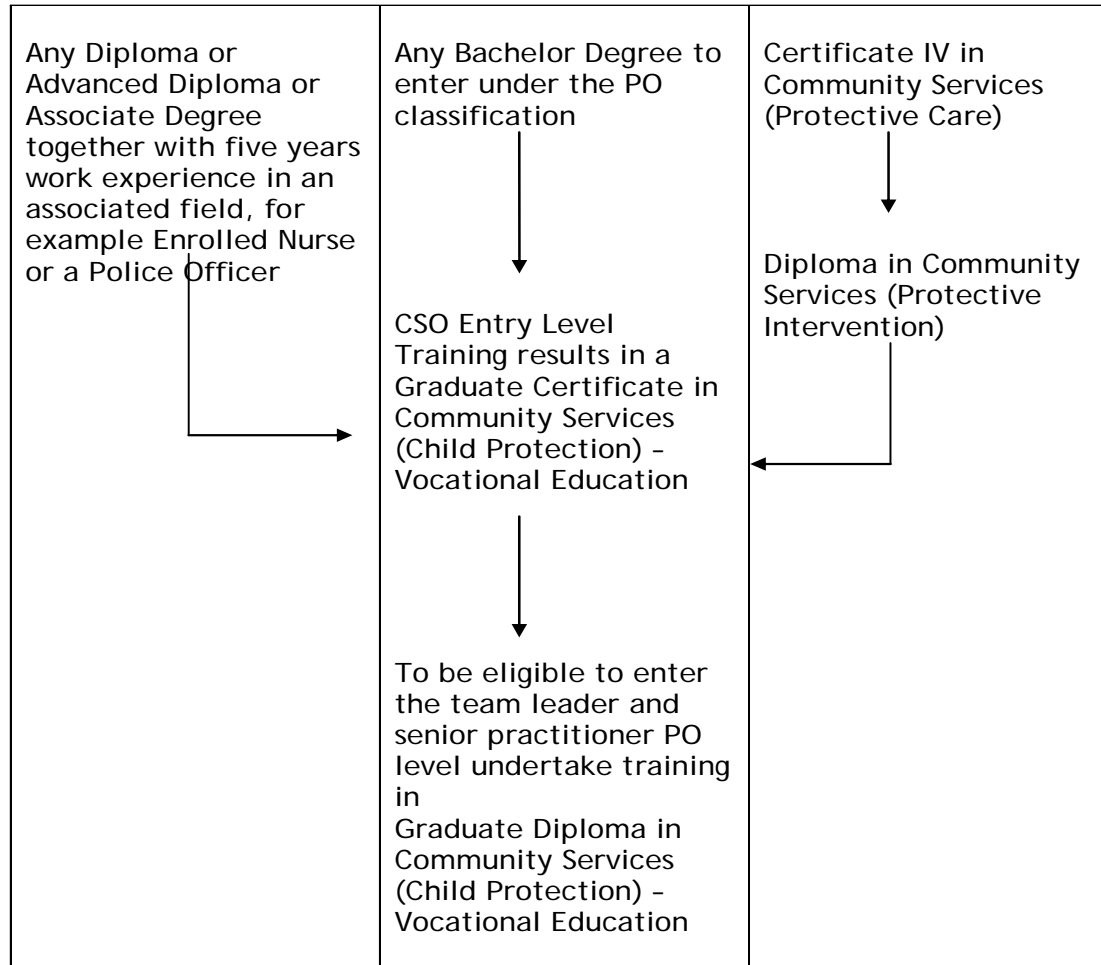 Any Diploma or
Advanced Diploma or
Associate Degree
together with five years
work experience in an
associated field, for
example Enrolled Nurse
or a Police Officer
Any Bachelor Degree to
enter under the PO
classification
CSO Entry Level
Training results in a
Graduate Certificate in
Community Services
(Child Protection) –
Vocational Education
To be eligible to enter
the team leader and
senior practitioner PO
level undertake training
in
Graduate Diploma in
Community Services
(Child Protection) –
Vocational Education
Certificate IV in
Community Services
(Protective Care)
Diploma in Community
Services (Protective
Intervention)